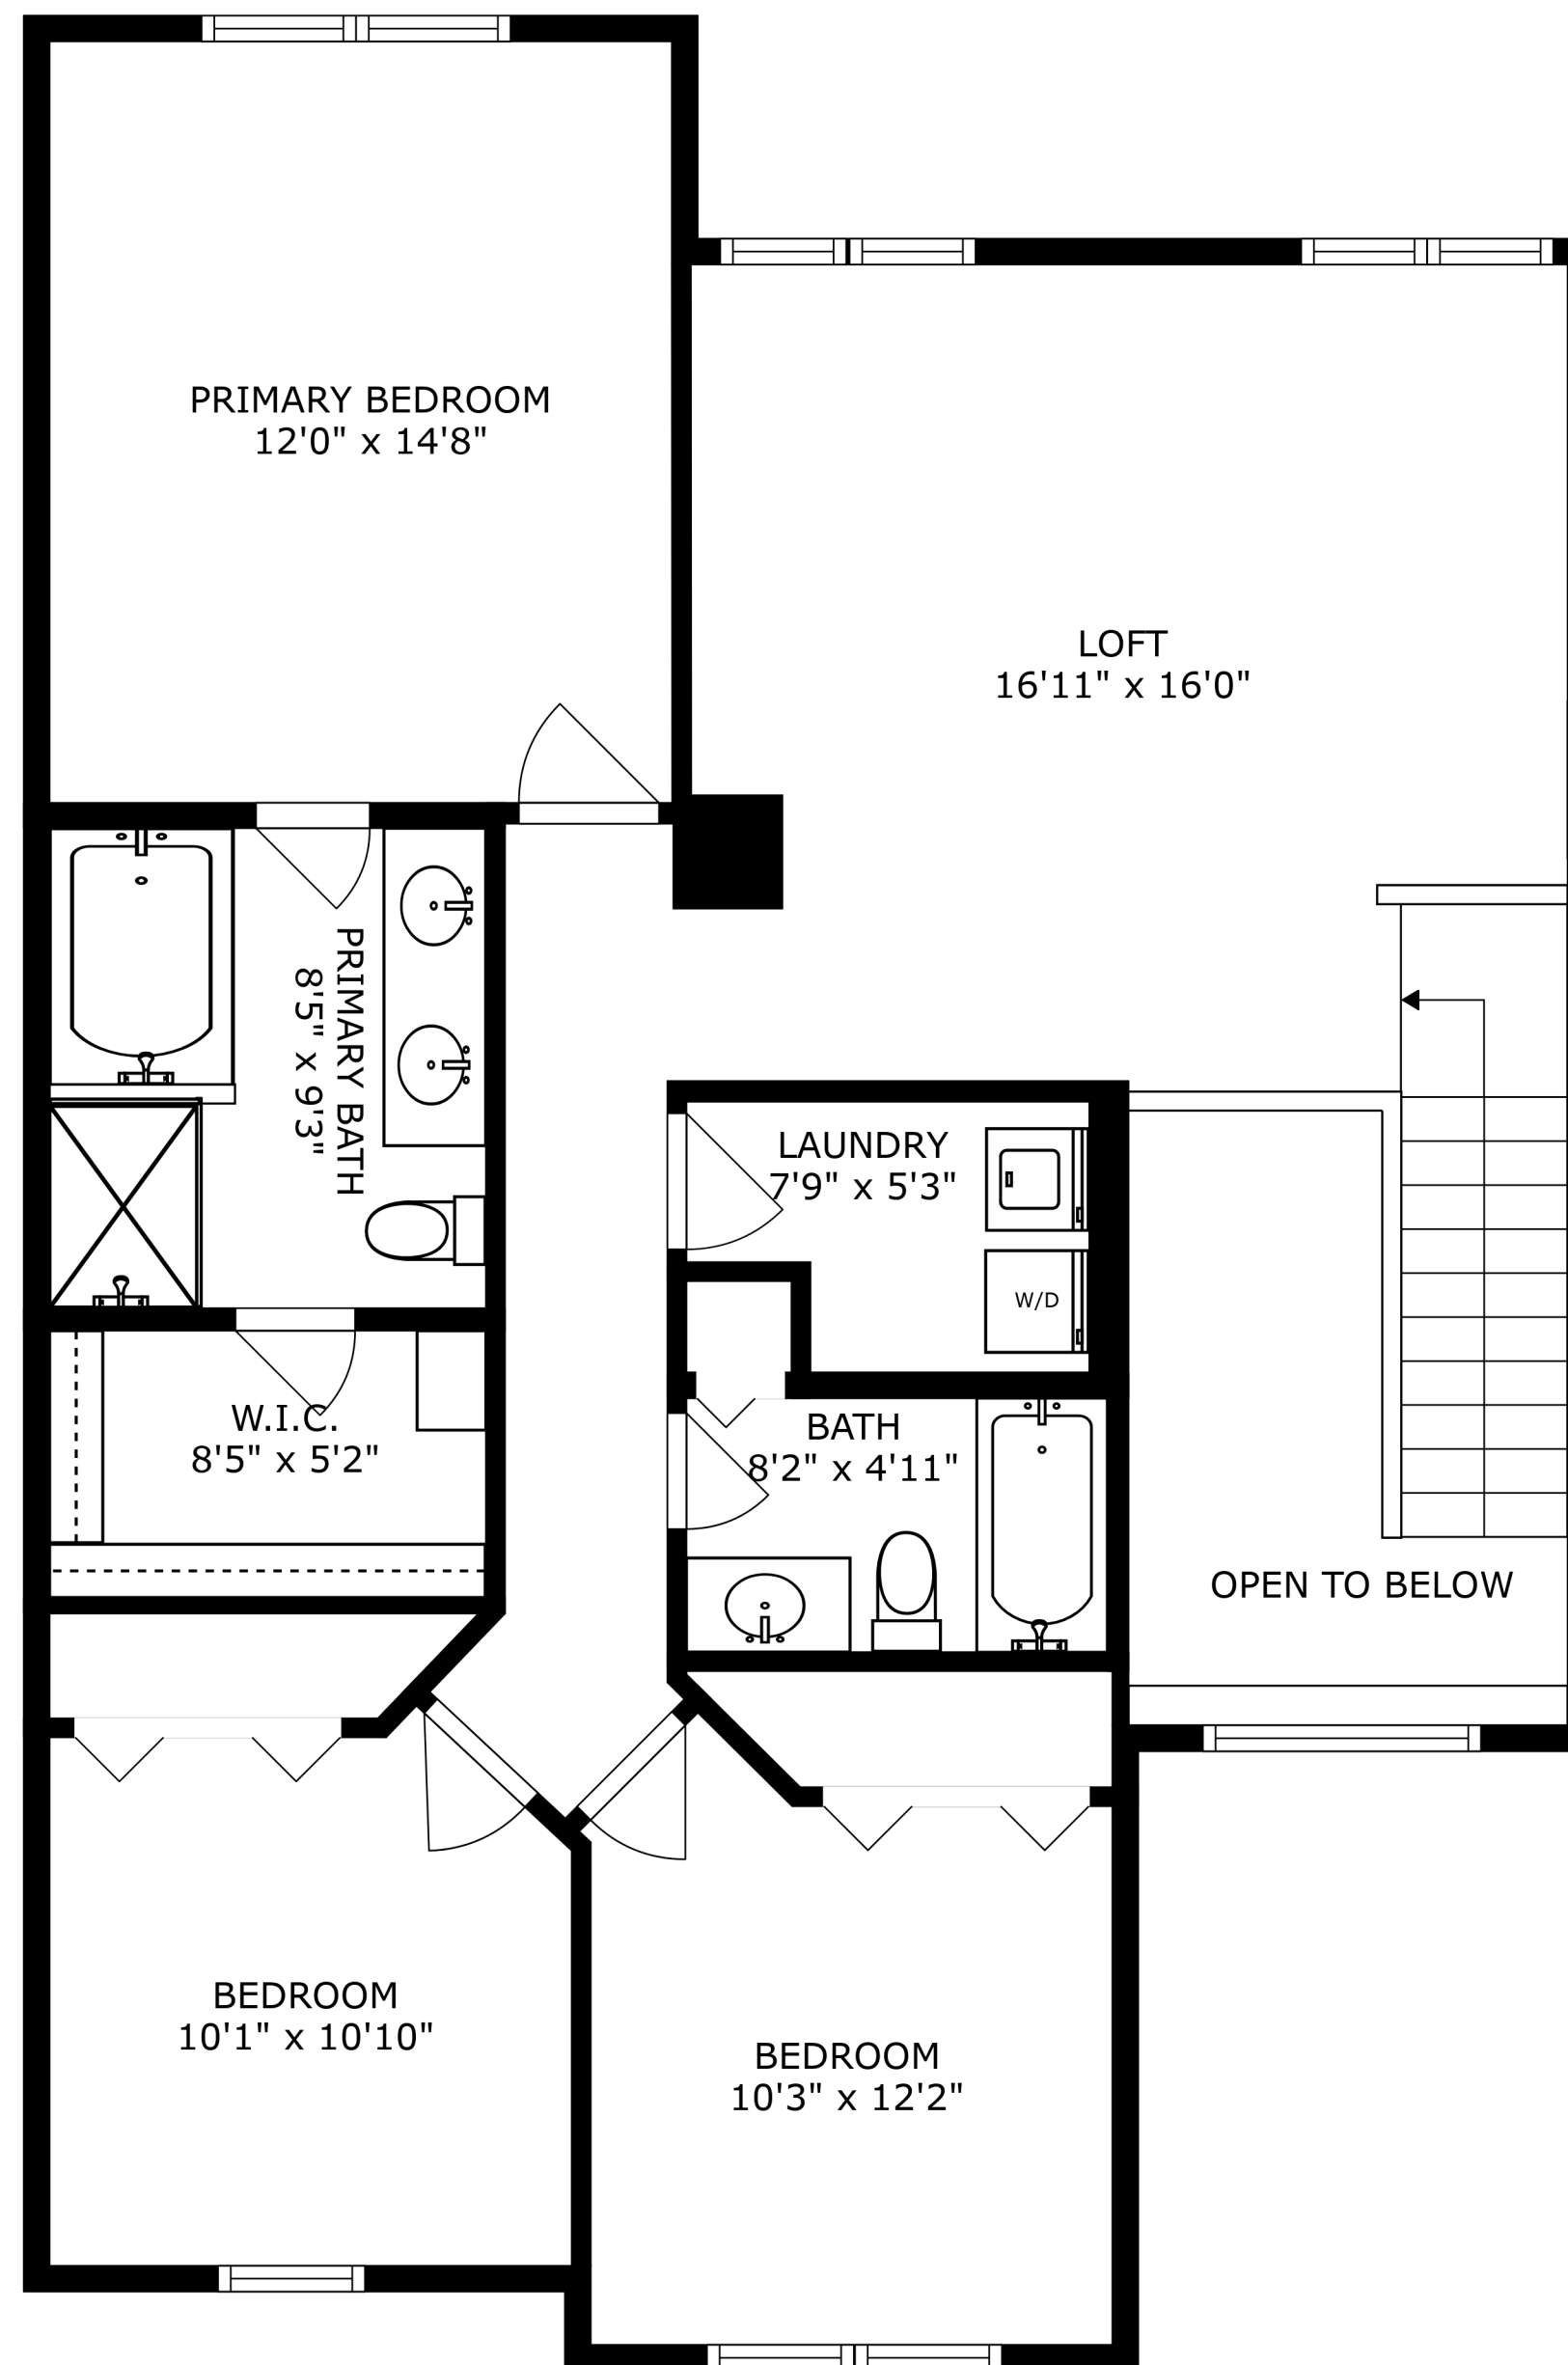 PRIMARY BEDROOM
12'0" x 14'8"
LOFT
16'11" x 16'0"
PRIMARY BATH
8'5" x 9'3"
LAUNDRY
7'9" x 5'3"
W/D
W.I.C.
8'5" x 5'2"
BATH
8'2" x 4'11"
OPEN TO BELOW
BEDROOM
10'1" x 10'10"
BEDROOM
10'3" x 12'2"